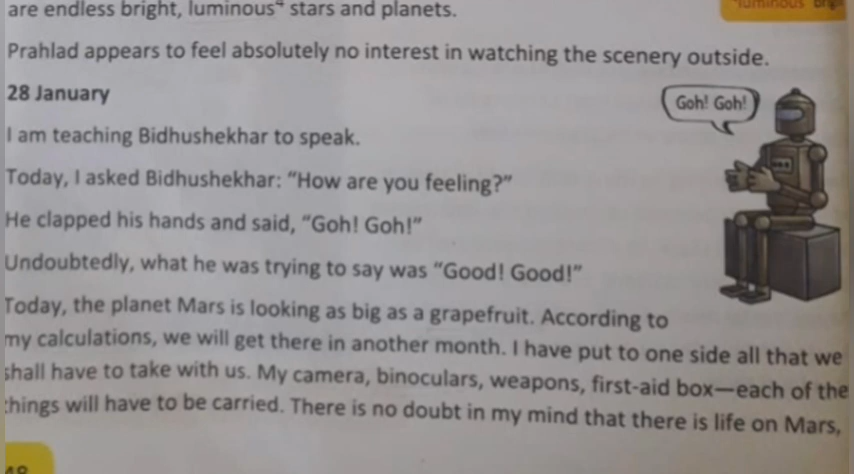 are endless bright, luminous⁴ stars and planets.
"luminous
Prahlad appears to feel absolutely no interest in watching the scenery outside.
28 January
Goh! Goh!
I am teaching Bidhushekhar to speak.
Today, I asked Bidhushekhar: “How are you feeling?”
He clapped his hands and said, “Goh! Goh!”
Undoubtedly, what he was trying to say was “Good! Good!”
Today, the planet Mars is looking as big as a grapefruit. According to
my calculations, we will get there in another month. I have put to one side all that we
shall have to take with us. My camera, binoculars, weapons, first-aid box—each of the
things will have to be carried. There is no doubt in my mind that there is life on Mars,